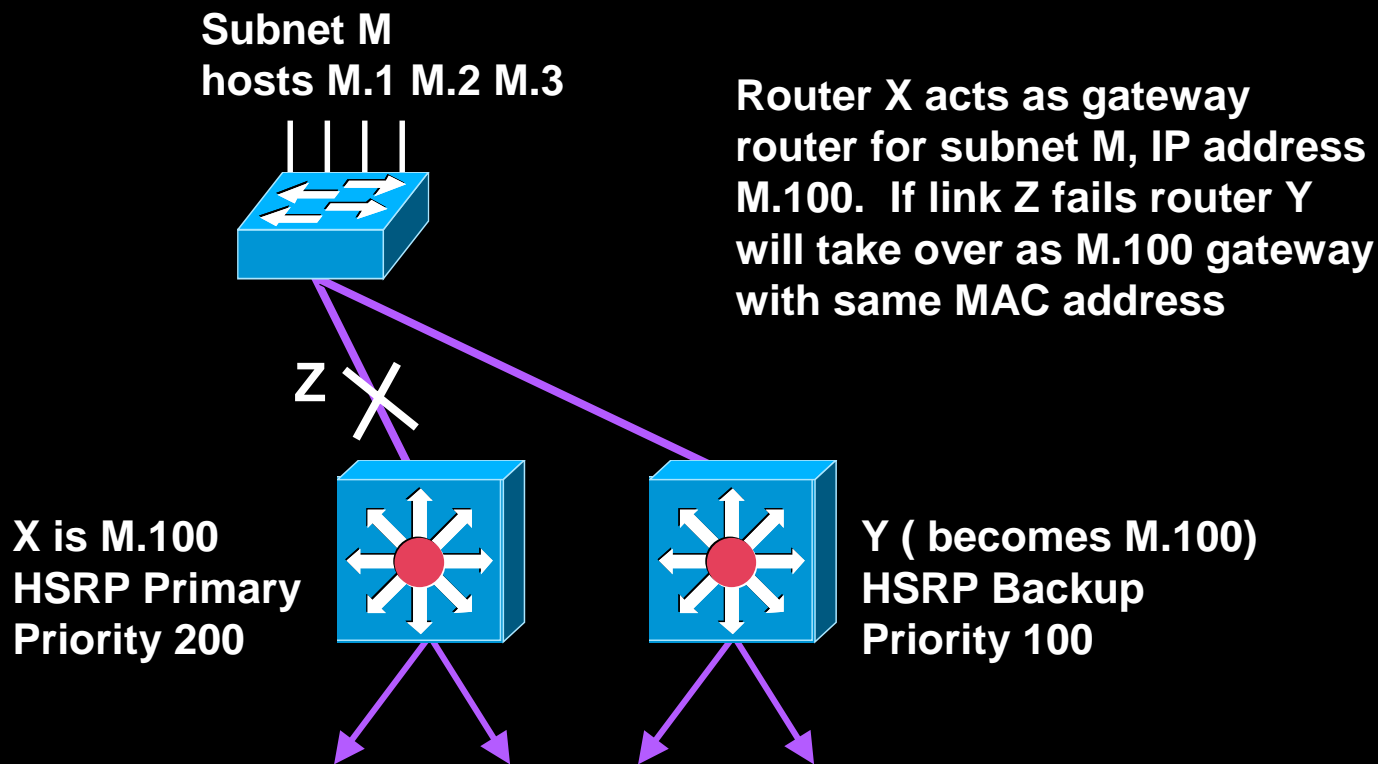 Subnet M
hosts M.1 M.2 M.3
Router X acts as gateway
router for subnet M, IP address
M.100.  If link Z fails router Y
will take over as M.100 gateway
with same MAC address
Z
X is M.100
HSRP Primary
Priority 200
Y ( becomes M.100)
HSRP Backup
Priority 100